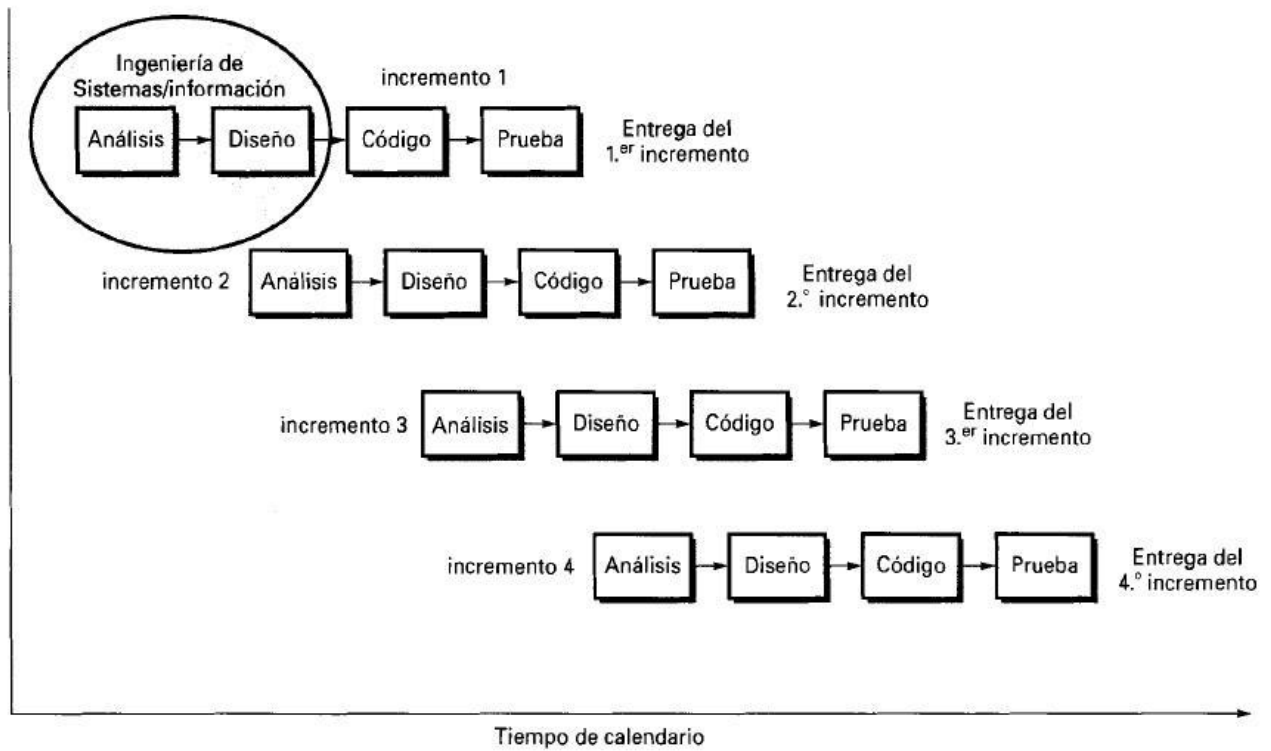 Ingeniería de
Sistemas/información
incremento 1
Análisis
Diseño
Código
Prueba
Entrega del
1.er incremento
incremento 2
Análisis
Diseño
Código
Prueba
Entrega del
2.° incremento
incremento 3
Análisis
Diseño
Código
Prueba
Entrega del
3.er incremento
incremento 4
Análisis
Diseño
Código
Prueba
Entrega del
4.° incremento
Tiempo de calendario